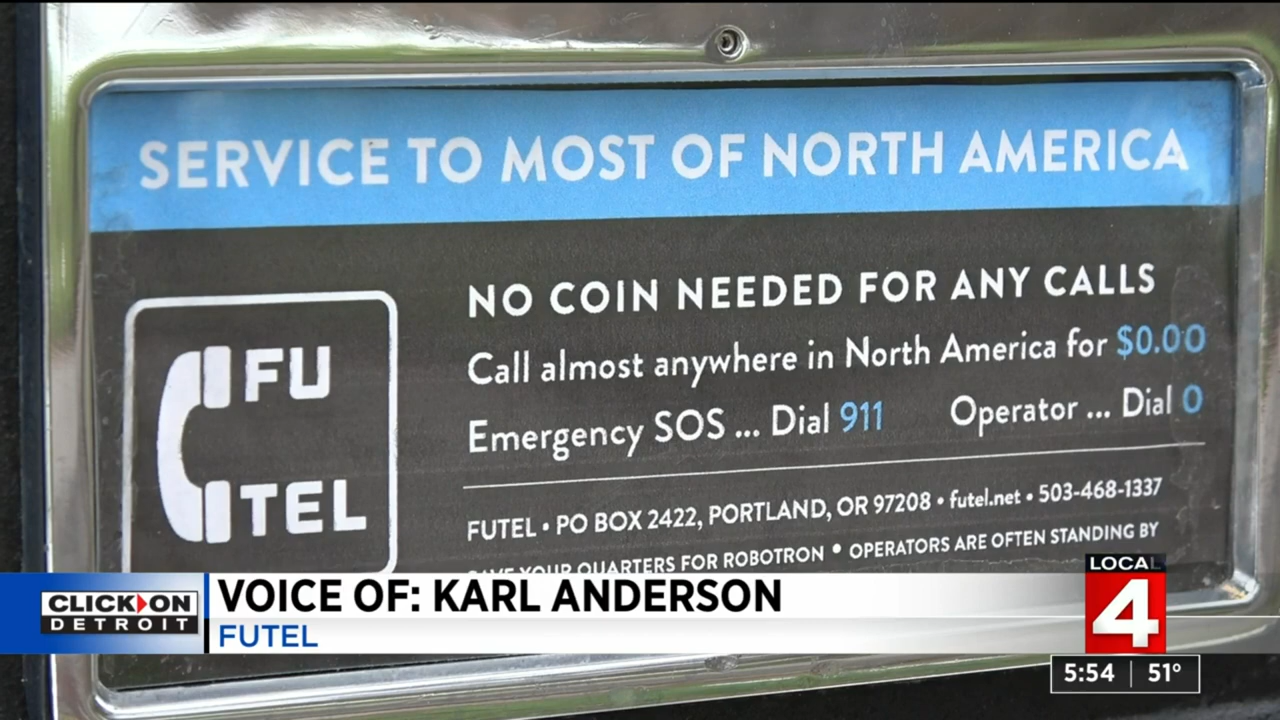 SERVICE TO MOST OF NORTH AMERICA
NO COIN NEEDED FOR ANY CALLS
Call almost anywhere in North America for $0.00
Emergency SOS ... Dial 911 Operator ... Dial 0
FU
TEL
FUTEL • PO BOX 2422, PORTLAND, OR 97208 • futel.net • 503-468-1337
SAVE YOUR QUARTERS FOR ROBOTRON • OPERATORS ARE OFTEN STANDING BY
CLICK ON
DETROIT
VOICE OF: KARL ANDERSON
FUTEL
LOCAL
4
5:54 | 51°